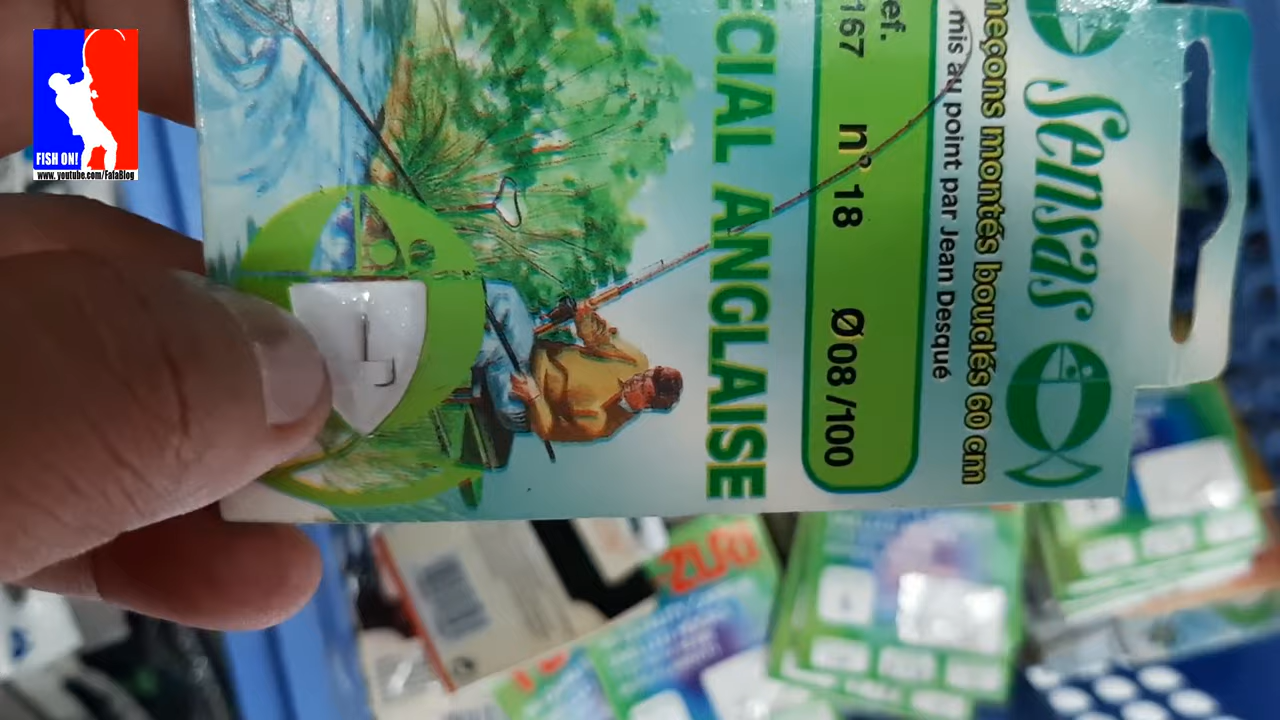 FISH ON!
www.youtube.com/FafaBlog
Sensas
meçons montés bouclés 60 cm
mis au point par Jean Desqué
ef.
167 n° 18 Ø08/100
ÉCIAL ANGLAISE